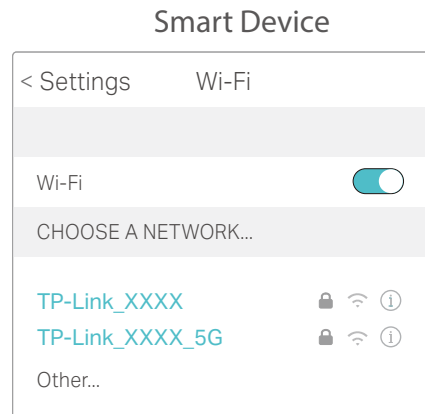 Smart Device
< Settings Wi-Fi
Wi-Fi
CHOOSE A NETWORK...
TP-Link_XXXX
TP-Link_XXXX_5G
Other...